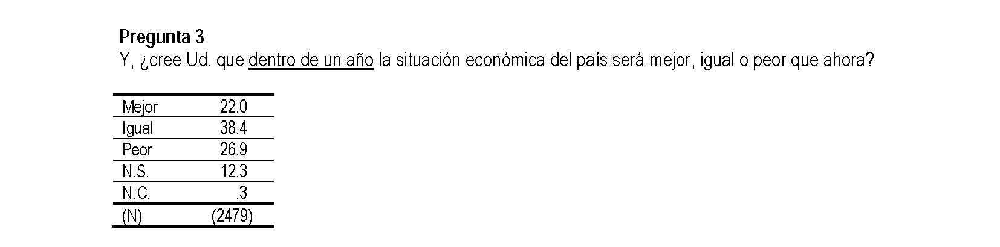 Pregunta 3
Y, ¿cree Ud. que dentro de un año la situación económica del país será mejor, igual o peor que ahora?
Mejor 22.0
Igual 38.4
Peor 26.9
N.S. 12.3
N.C. .3
(N) (2479)